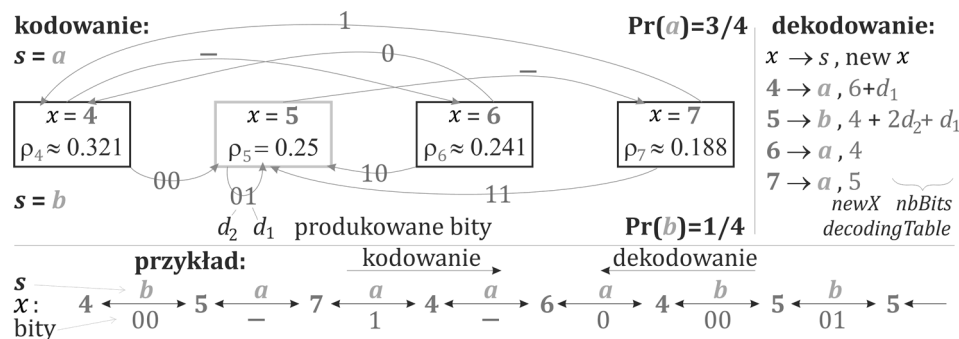 kodowanie: 1 Pr(a)=3/4 dekodowanie:
s = a – 0 x → s , new x
– 4 → a , 6+d₁
x = 4 x = 5 x = 6 x = 7 5 → b , 4 + 2d₂+ d₁
ρ₄ ≈ 0.321 ρ₅ = 0.25 ρ₆ ≈ 0.241 ρ₇ ≈ 0.188 6 → a , 4
00 01 10 11 7 → a , 5
s = b newX nbBits
d₂ d₁ produkowane bity Pr(b)=1/4 decodingTable
przykład: kodowanie dekodowanie
s b a a a a b b
x : 4 5 7 4 6 4 5 5
bity 00 – 1 – 0 00 01